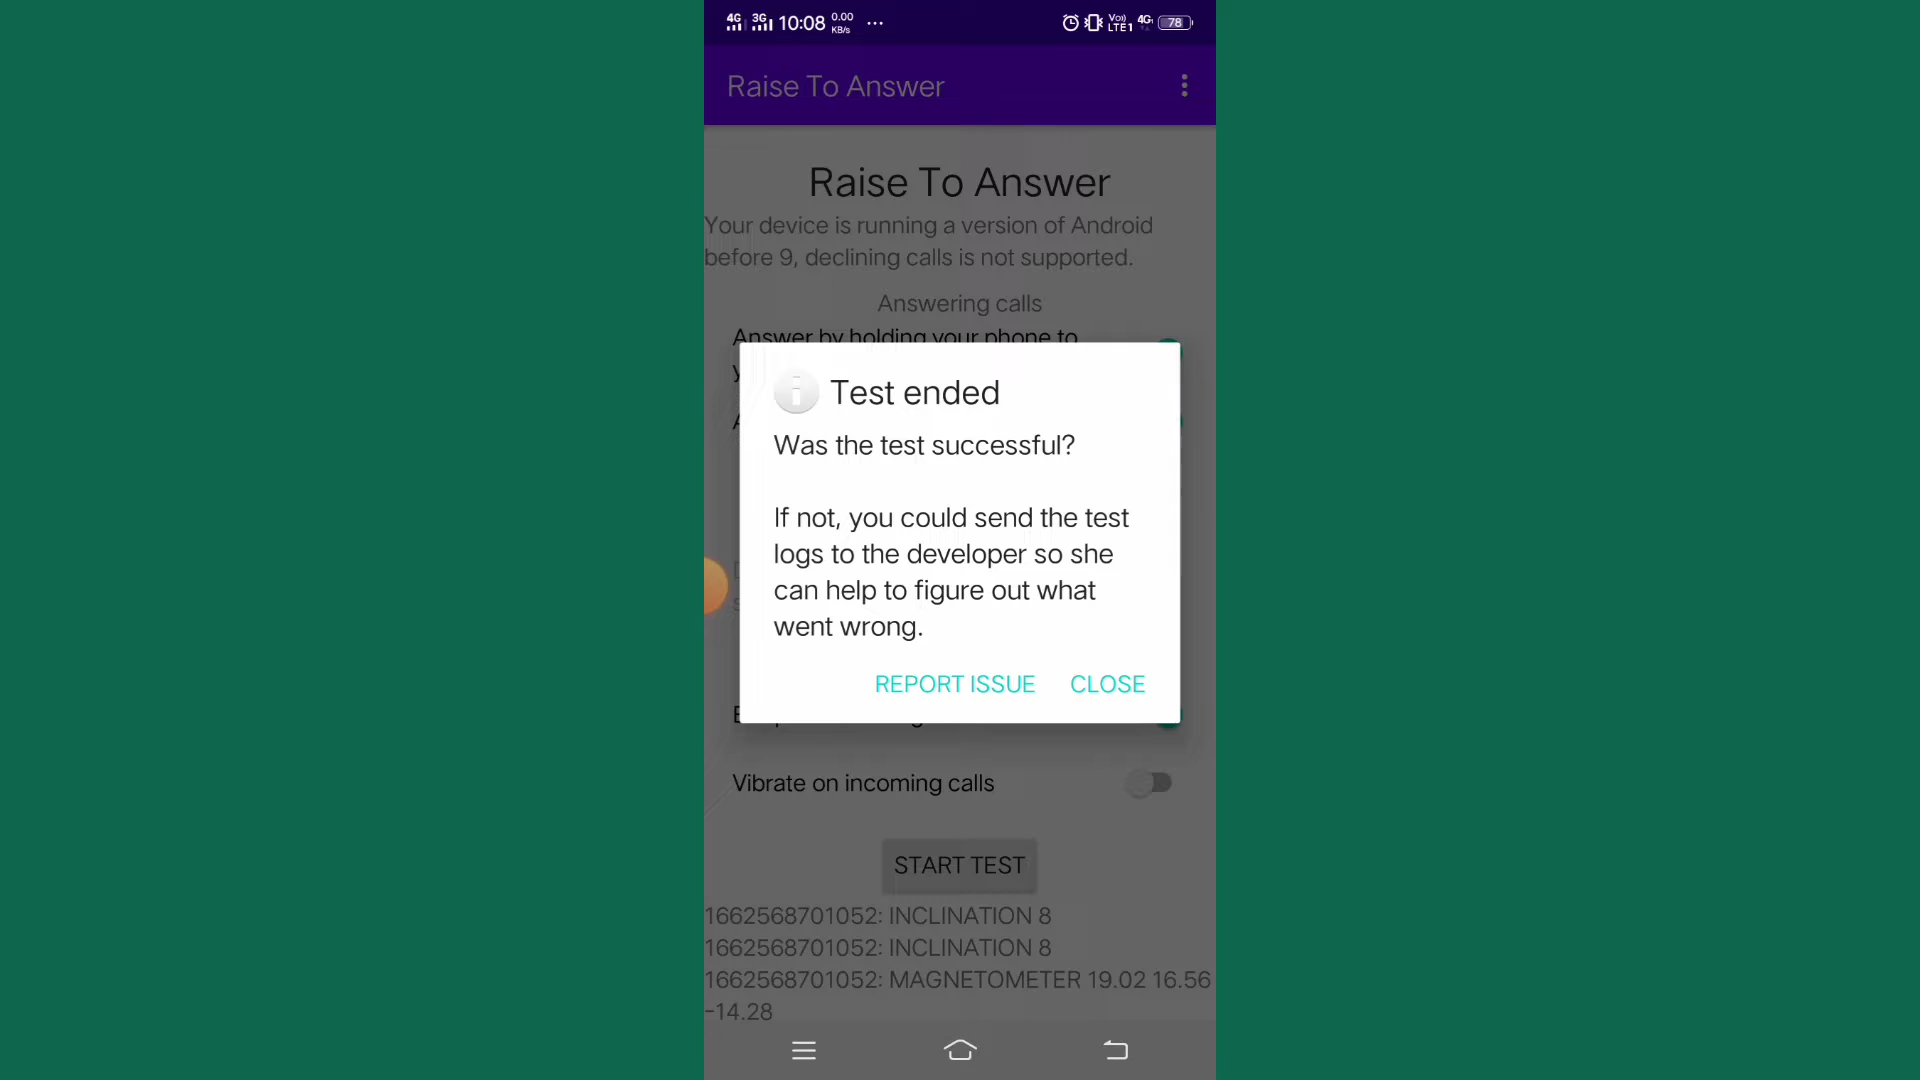 4G 3G 10:08 0.00 KB/s ... Vo) LTE1 4G 78
Raise To Answer
Raise To Answer
Your device is running a version of Android
before 9, declining calls is not supported.
Answering calls
Answer by holding your phone to
Test ended
Was the test successful?
If not, you could send the test
logs to the developer so she
can help to figure out what
went wrong.
REPORT ISSUE CLOSE
Vibrate on incoming calls
START TEST
1662568701052: INCLINATION 8
1662568701052: INCLINATION 8
1662568701052: MAGNETOMETER 19.02 16.56
-14.28